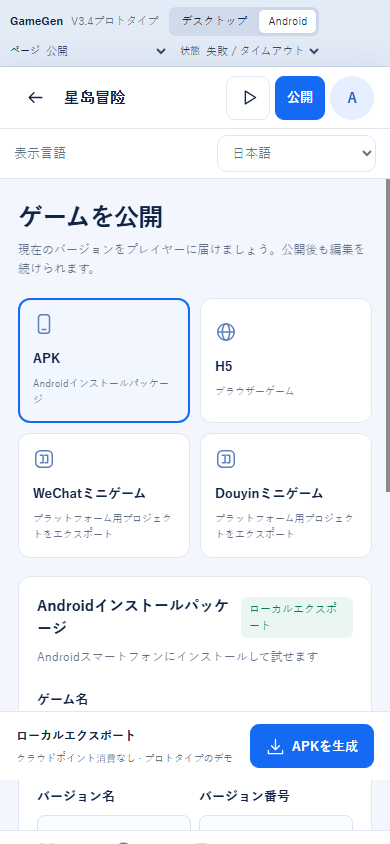 GameGen V3.4プロトタイプ デスクトップ Android
ページ 公開 状態 失敗 / タイムアウト
星岛冒险 公開 A
表示言語 日本語
ゲームを公開
現在のバージョンをプレイヤーに届けましょう。公開後も編集を
続けられます。
APK
Androidインストールパッケー
ジ
H5
ブラウザーゲーム
WeChatミニゲーム
プラットフォーム用プロジェク
トをエクスポート
Douyinミニゲーム
プラットフォーム用プロジェク
トをエクスポート
Androidインストールパッケ
ージ
ローカルエクスポ
ート
Androidスマートフォンにインストールして試せます
ゲーム名
ローカルエクスポート
クラウドポイント消費なし · プロトタイプのデモ
APKを生成
バージョン名 バージョン番号